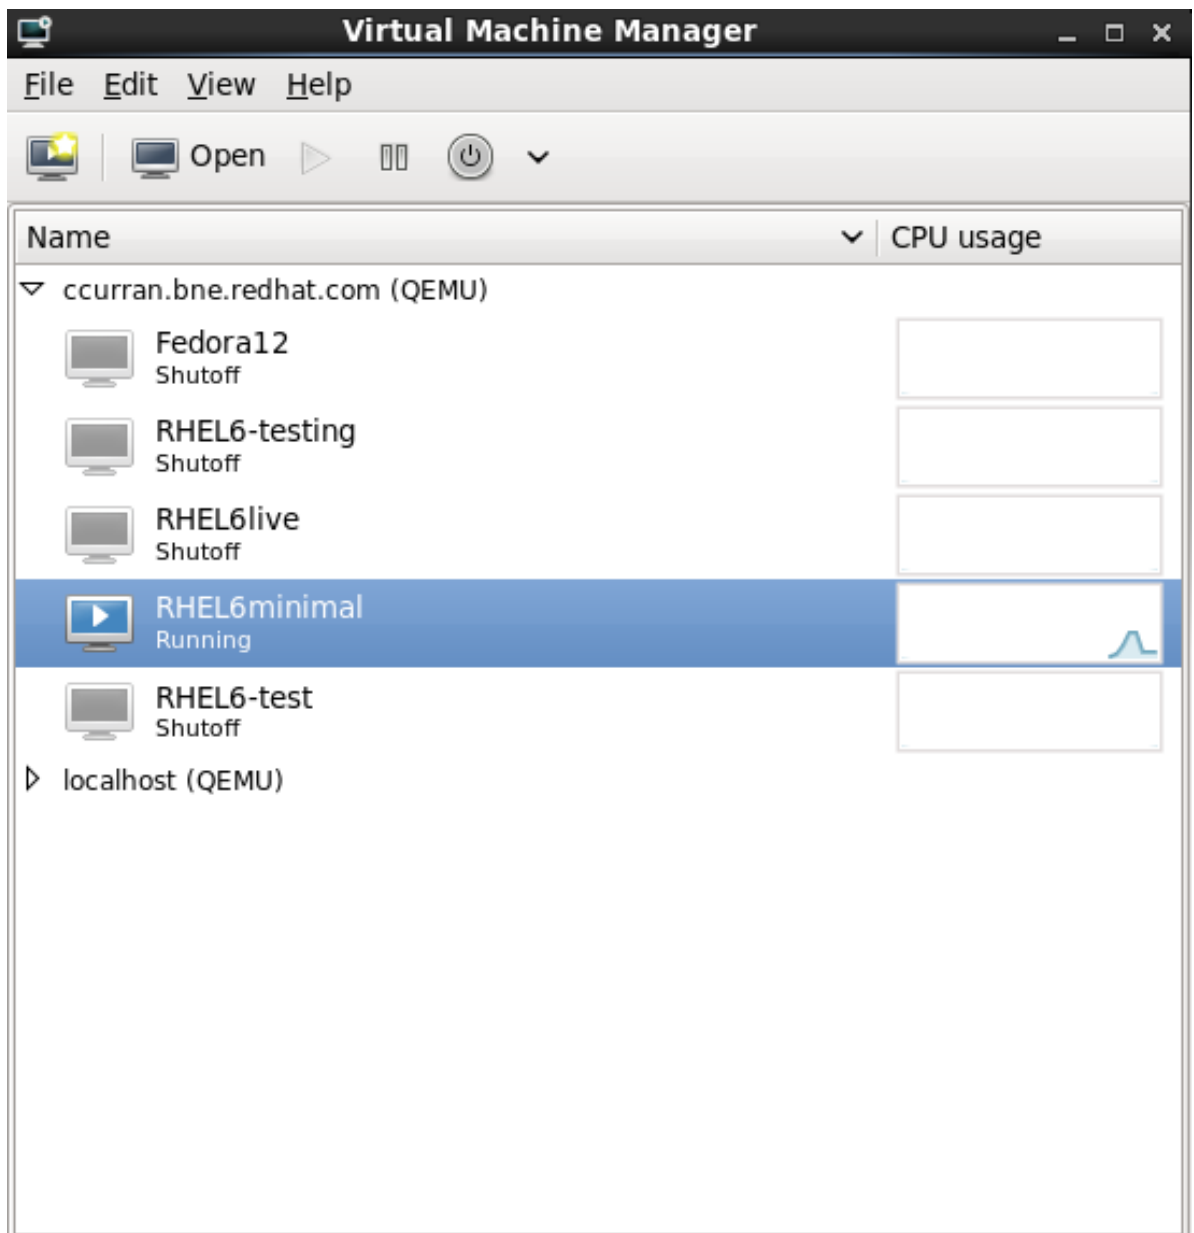 Virtual Machine Manager
File Edit View Help
Open
Name CPU usage
ccurran.bne.redhat.com (QEMU)
Fedora12
Shutoff
RHEL6-testing
Shutoff
RHEL6live
Shutoff
RHEL6minimal
Running
RHEL6-test
Shutoff
localhost (QEMU)